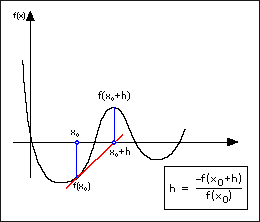 f(x)
f(x₀+h)
x₀
x₀+h
f(x₀)
h = -f(x₀+h) / f(x₀)